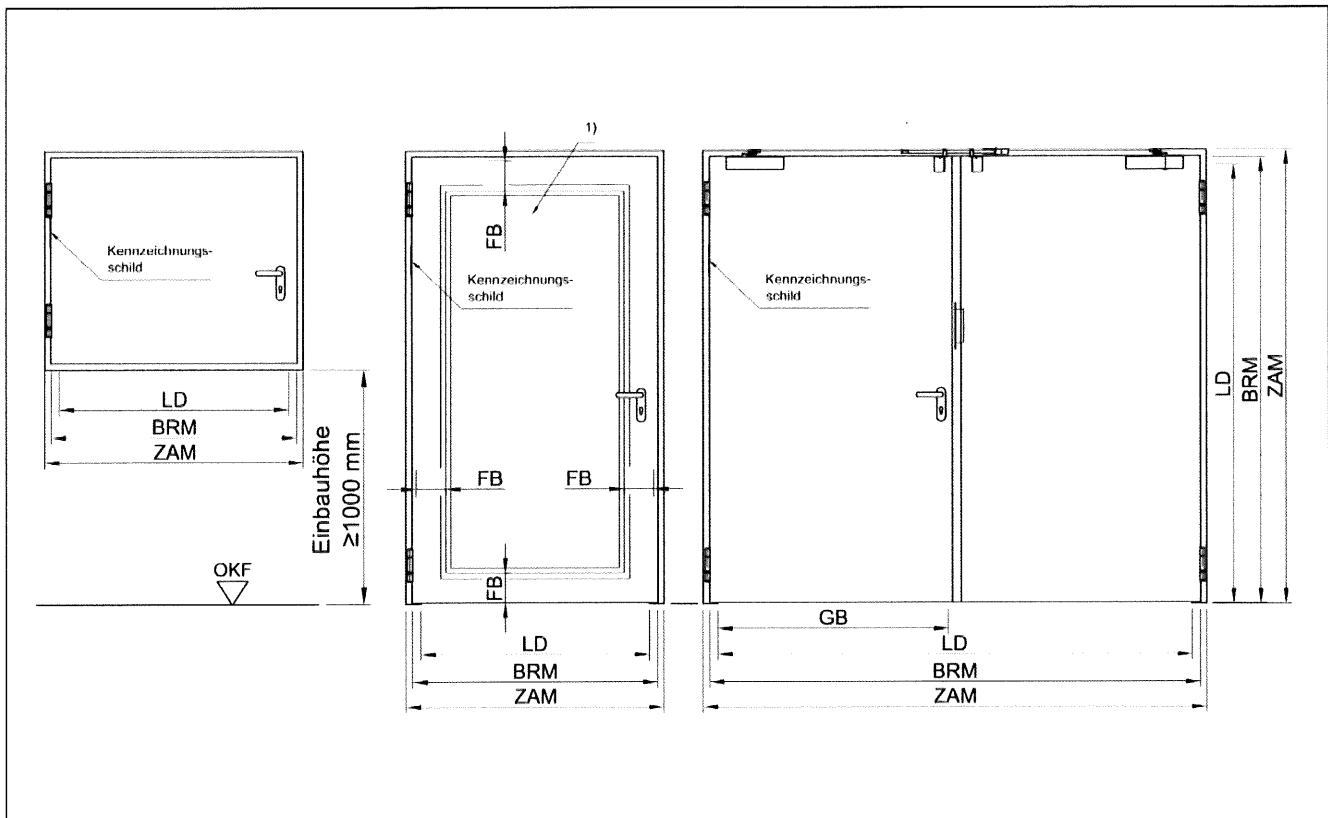 Kennzeichnungs-
schild
LD
BRM
ZAM
Einbauhöhe
≥1000 mm
OKF
1)
FB
Kennzeichnungs-
schild
FB
FB
FB
LD
BRM
ZAM
Kennzeichnungs-
schild
GB
LD
BRM
ZAM
LD
BRM
ZAM